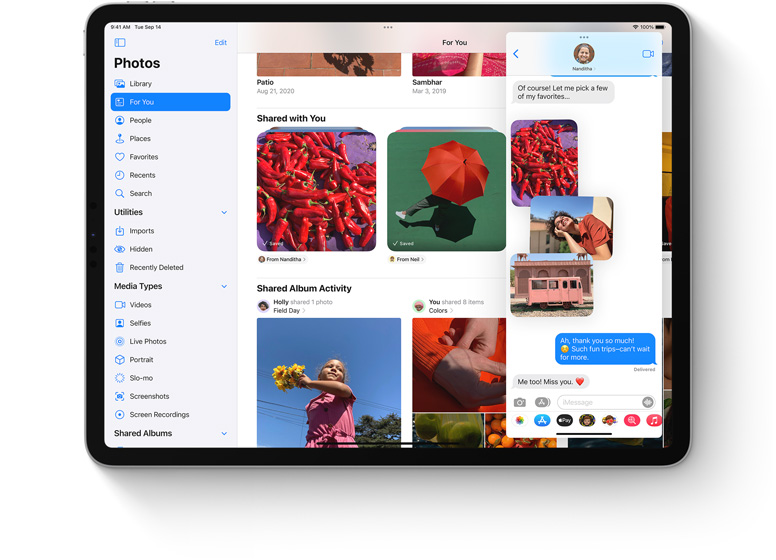 9:41 AM Tue Sep 14
100%
Edit
Photos
Library
For You
People
Places
Favorites
Recents
Search
Utilities
Imports
Hidden
Recently Deleted
Media Types
Videos
Selfies
Live Photos
Portrait
Slo-mo
Screenshots
Screen Recordings
Shared Albums
For You
Patio
Aug 21, 2020
Sambhar
Mar 3, 2019
Shared with You
Saved
From Nanditha
Saved
From Neil
Shared Album Activity
Holly shared 1 photo
Field Day
You shared 8 items
Colors
Nanditha
Of course! Let me pick a few
of my favorites...
Ah, thank you so much!
😂 Such fun trips–can't wait
for more.
Delivered
Me too! Miss you. ❤️
iMessage
Pay